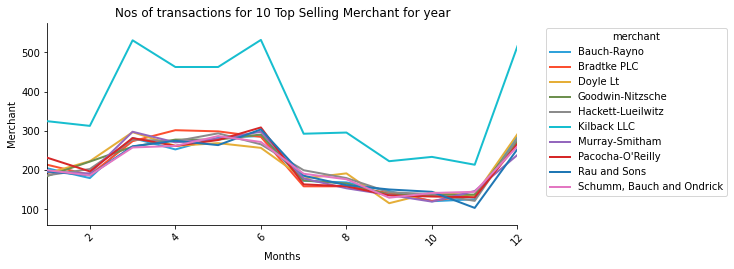 Nos of transactions for 10 Top Selling Merchant for year
Merchant
500
400
300
200
100
2
4
6
8
10
12
Months
merchant
Bauch-Rayno
Bradtke PLC
Doyle Lt
Goodwin-Nitzsche
Hackett-Lueilwitz
Kilback LLC
Murray-Smitham
Pacocha-O'Reilly
Rau and Sons
Schumm, Bauch and Ondrick